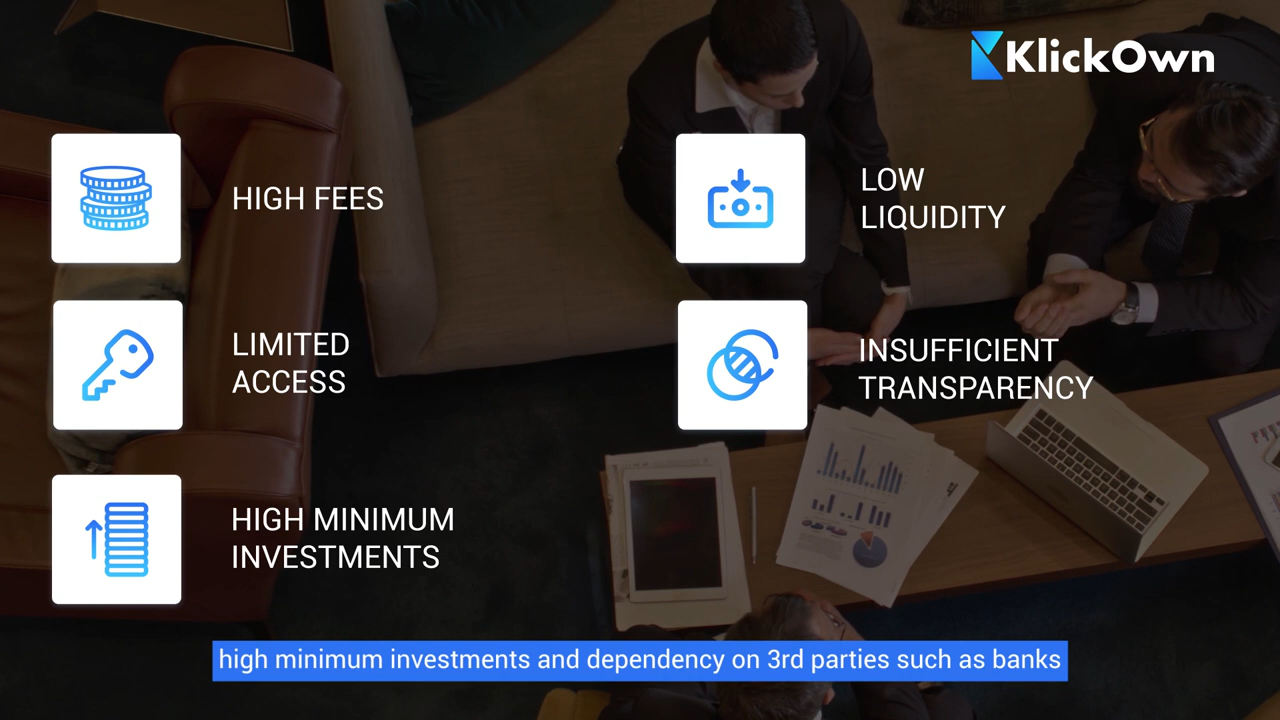 KlickOwn
HIGH FEES
LIMITED
ACCESS
HIGH MINIMUM
INVESTMENTS
LOW
LIQUIDITY
INSUFFICIENT
TRANSPARENCY
high minimum investments and dependency on 3rd parties such as banks